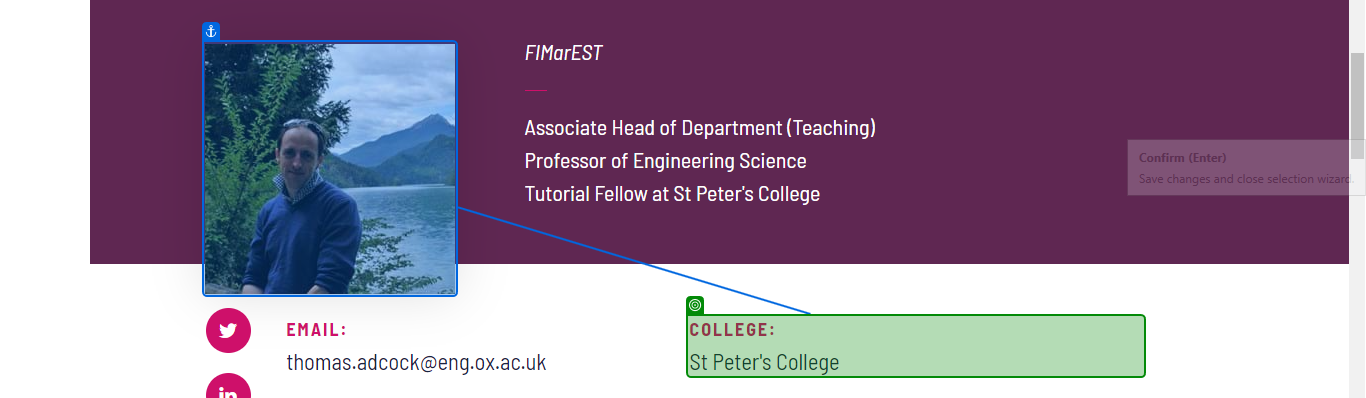 FIMarEST
Associate Head of Department (Teaching)
Professor of Engineering Science
Tutorial Fellow at St Peter's College
Confirm (Enter)
Save changes and close selection wizard.
EMAIL:
thomas.adcock@eng.ox.ac.uk
COLLEGE:
St Peter's College